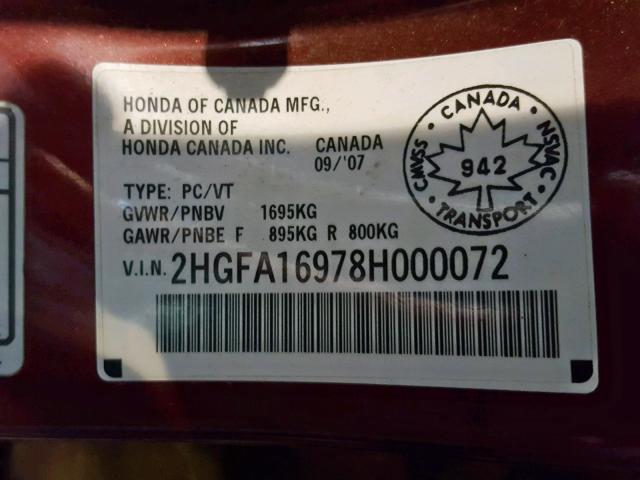 HONDA OF CANADA MFG.,
A DIVISION OF
HONDA CANADA INC. CANADA
09/'07
TYPE: PC/VT
GVWR/PNBV 1695KG
GAWR/PNBE F 895KG R 800KG
V.I.N. 2HGFA16978H000072
CANADA
CMVSS 942 NSVAC
TRANSPORT